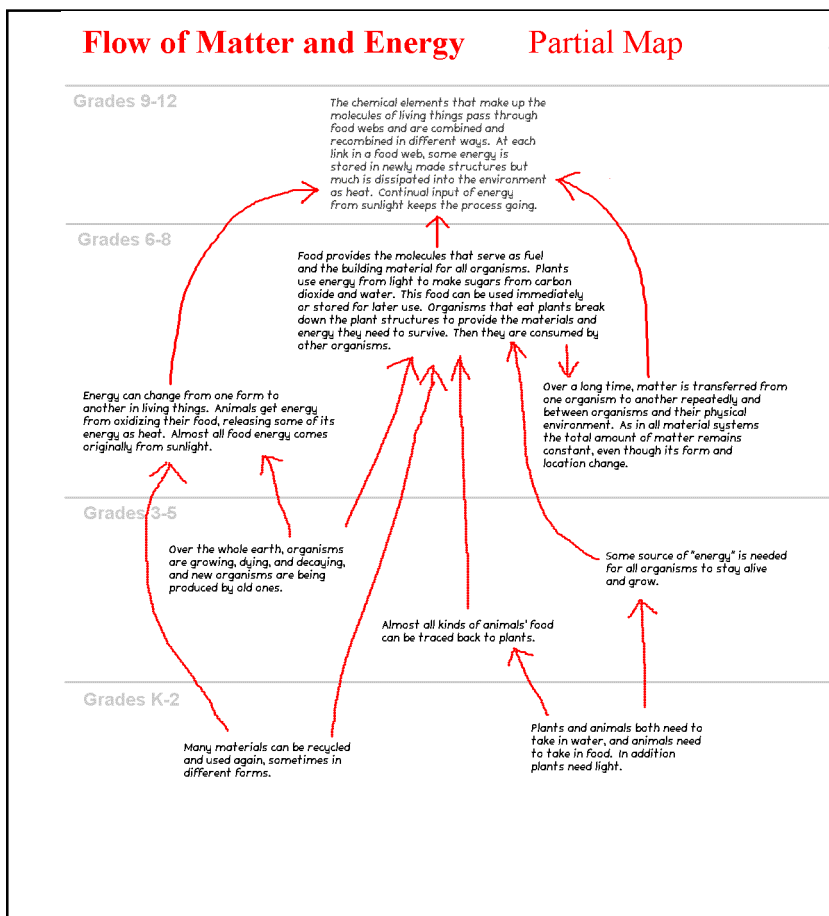 Flow of Matter and Energy Partial Map
Grades 9-12
The chemical elements that make up the
molecules of living things pass through
food webs and are combined and
recombined in different ways. At each
link in a food web, some energy is
stored in newly made structures but
much is dissipated into the environment
as heat. Continual input of energy
from sunlight keeps the process going.
Grades 6-8
Food provides the molecules that serve as fuel
and the building material for all organisms. Plants
use energy from light to make sugars from carbon
dioxide and water. This food can be used immediately
or stored for later use. Organisms that eat plants break
down the plant structures to provide the materials and
energy they need to survive. Then they are consumed by
other organisms.
Energy can change from one form to
another in living things. Animals get energy
from oxidizing their food, releasing some of its
energy as heat. Almost all food energy comes
originally from sunlight.
Over a long time, matter is transferred from
one organism to another repeatedly and
between organisms and their physical
environment. As in all material systems
the total amount of matter remains
constant, even though its form and
location change.
Grades 3-5
Over the whole earth, organisms
are growing, dying, and decaying,
and new organisms are being
produced by old ones.
Some source of "energy" is needed
for all organisms to stay alive
and grow.
Almost all kinds of animals' food
can be traced back to plants.
Grades K-2
Many materials can be recycled
and used again, sometimes in
different forms.
Plants and animals both need to
take in water, and animals need
to take in food. In addition
plants need light.